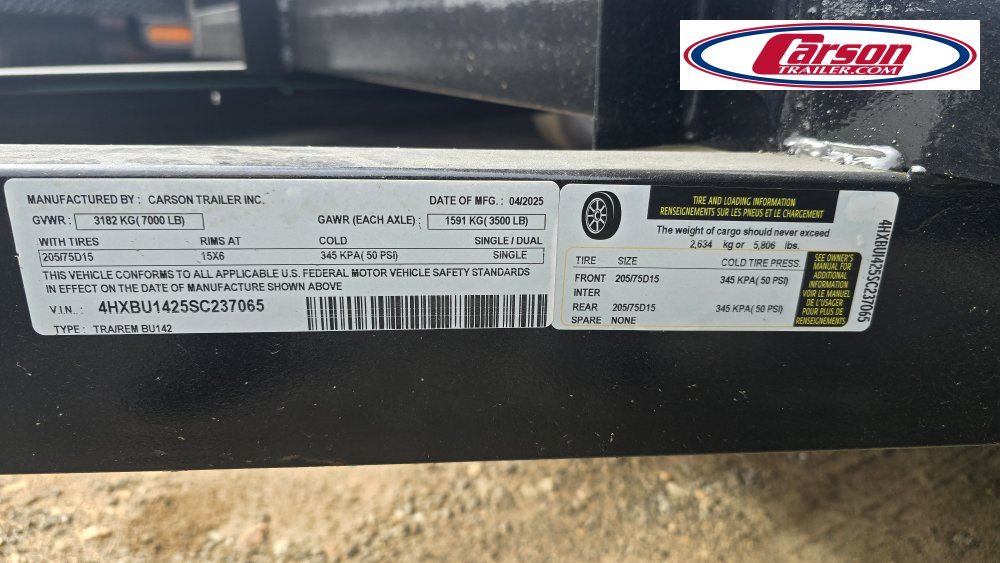 Carson
TRAILER.COM
MANUFACTURED BY : CARSON TRAILER INC.
DATE OF MFG. : 04/2025
GVWR : 3182 KG(7000 LB)
GAWR (EACH AXLE) : 1591 KG(3500 LB)
WITH TIRES RIMS AT COLD SINGLE / DUAL
205/75D15 15X6 345 KPA( 50 PSI) SINGLE
THIS VEHICLE CONFORMS TO ALL APPLICABLE U.S. FEDERAL MOTOR VEHICLE SAFETY STANDARDS
IN EFFECT ON THE DATE OF MANUFACTURE SHOWN ABOVE
V.I.N..: 4HXBU1425SC237065
TYPE : TRA/REM BU142
TIRE AND LOADING INFORMATION
RENSEIGNEMENTS SUR LES PNEUS ET LE CHARGEMENT
The weight of cargo should never exceed
2,634 kg or 5,806 lbs.
TIRE SIZE COLD TIRE PRESS.
FRONT 205/75D15 345 KPA( 50 PSI)
INTER
REAR 205/75D15 345 KPA( 50 PSI)
SPARE NONE
SEE OWNER'S
MANUAL FOR
ADDITIONAL
INFORMATION
VOIR LE MANUEL
DE L'USAGER
POUR PLUS DE
RENSEIGNEMENTS
4HXBU1425SC237065